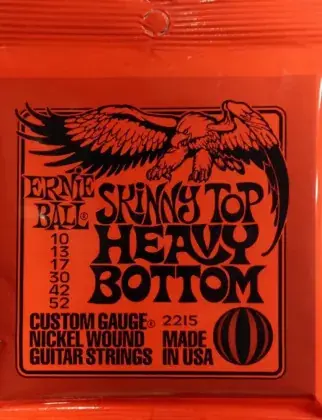 ERNIE BALL®
SKINNY TOP
HEAVY
BOTTOM
10
13
17
30
42
52
CUSTOM GAUGE® 2215
NICKEL WOUND MADE
GUITAR STRINGS IN USA